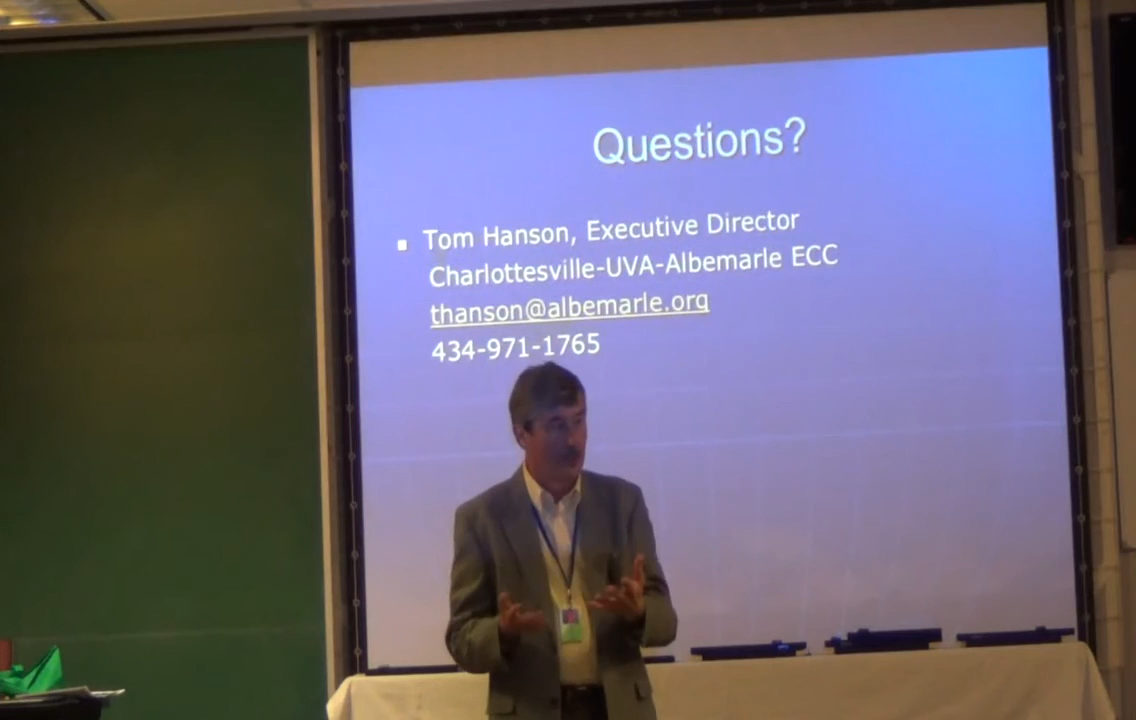 Questions?
Tom Hanson, Executive Director
Charlottesville-UVA-Albemarle ECC
thanson@albemarle.org
434-971-1765